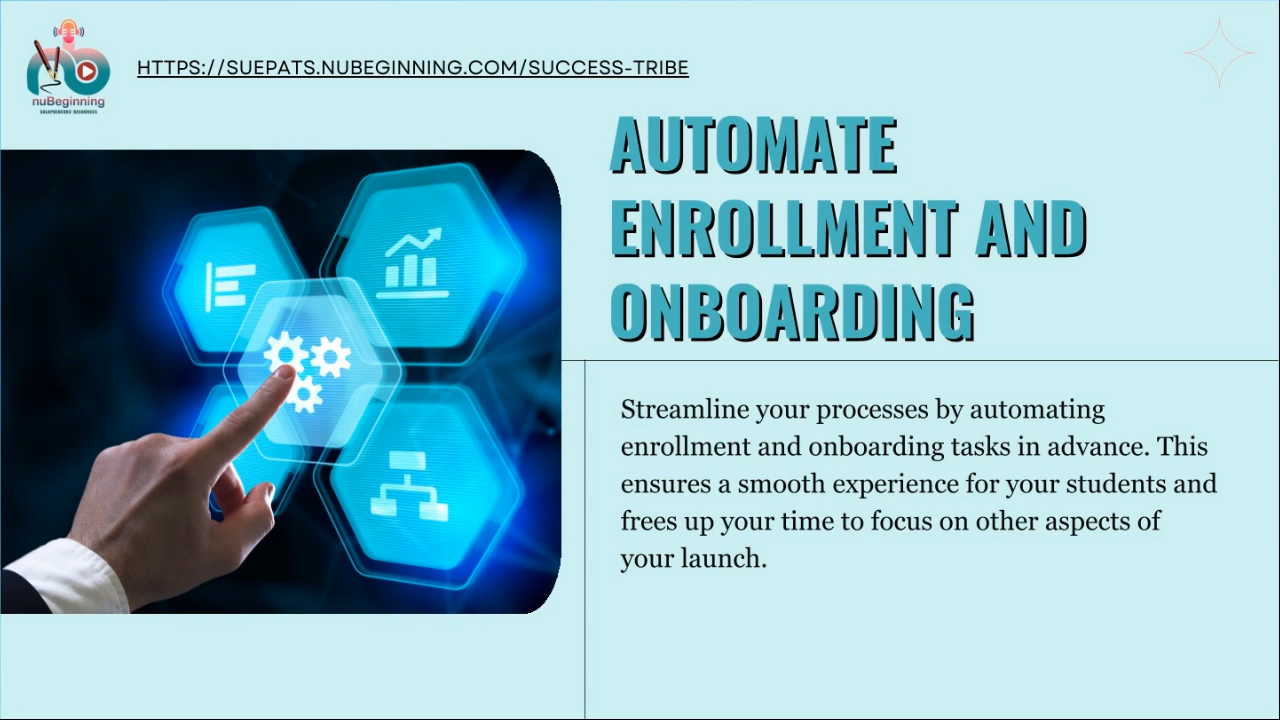 HTTPS://SUEPATS.NUBEGINNING.COM/SUCCESS-TRIBE
nuBeginning
AUTOMATE
ENROLLMENT AND
ONBOARDING
Streamline your processes by automating
enrollment and onboarding tasks in advance. This
ensures a smooth experience for your students and
frees up your time to focus on other aspects of
your launch.